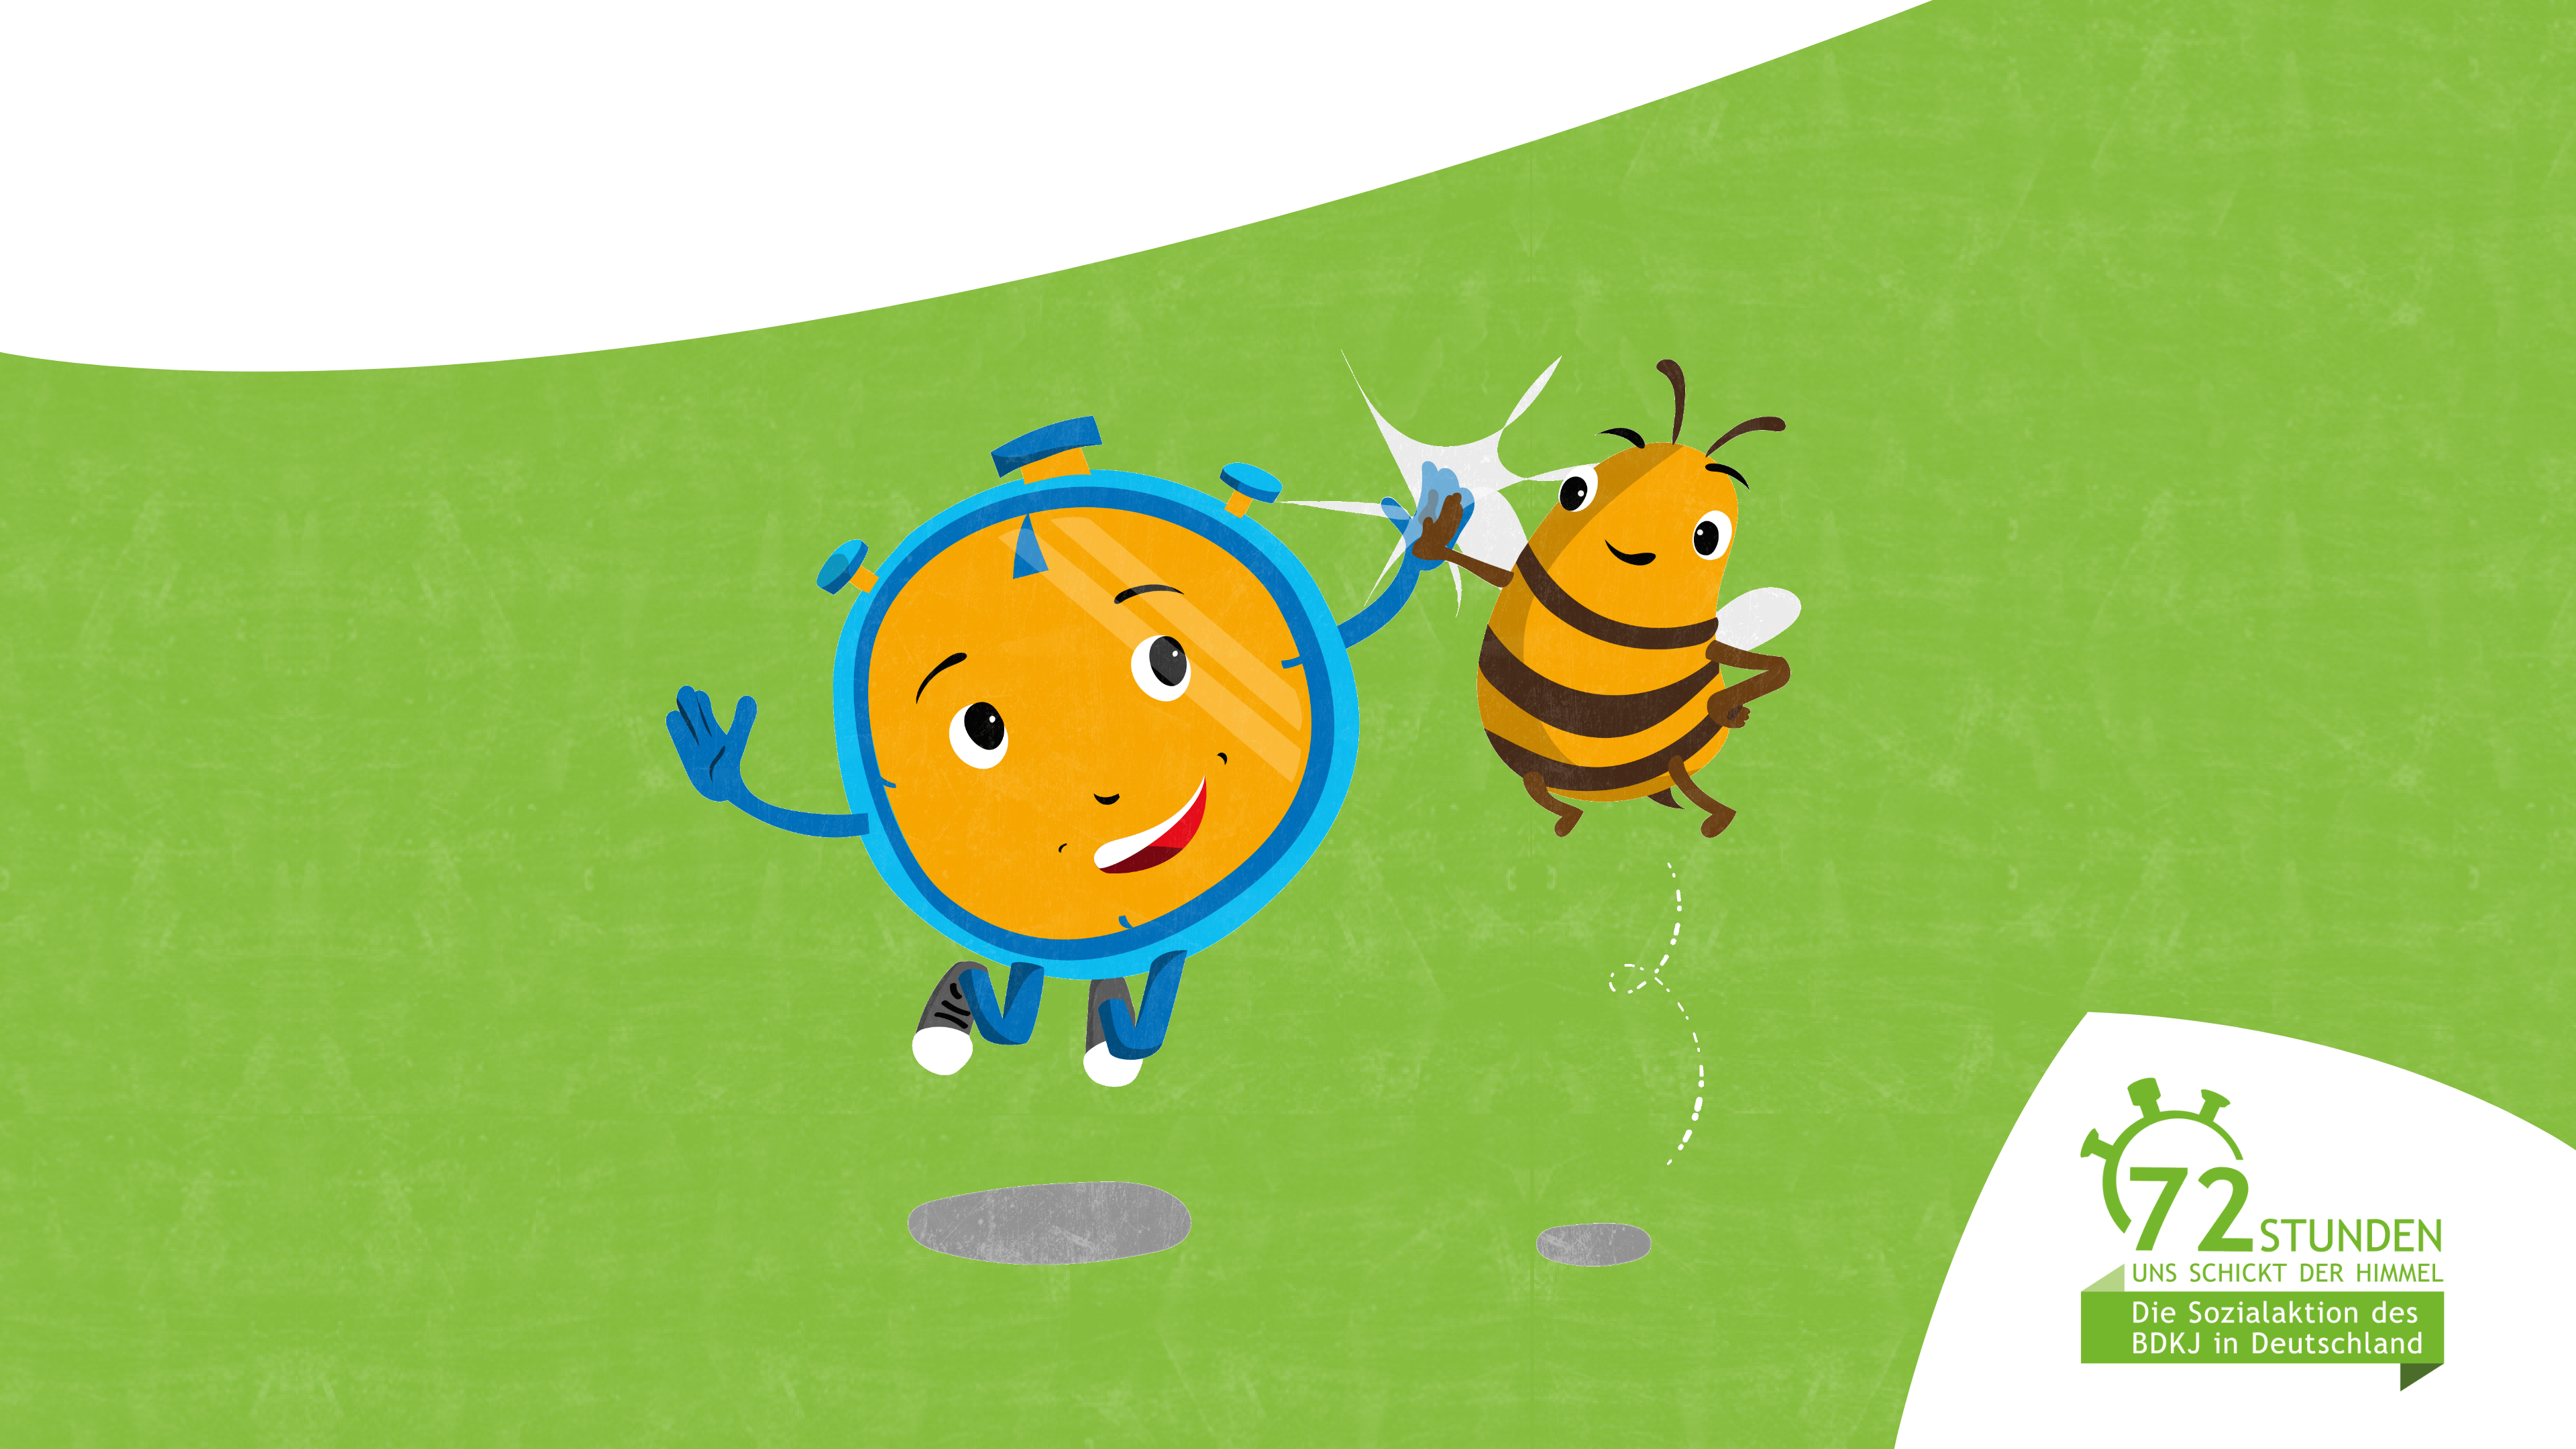 72 STUNDEN
UNS SCHICKT DER HIMMEL
Die Sozialaktion des
BDKJ in Deutschland